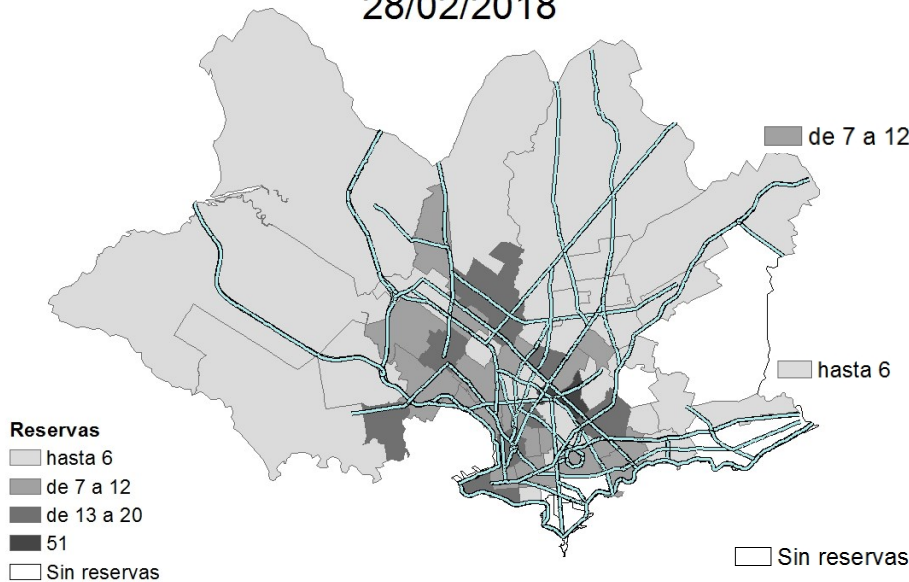 28/02/2018
de 7 a 12
hasta 6
Reservas
hasta 6
de 7 a 12
de 13 a 20
51
Sin reservas
Sin reservas